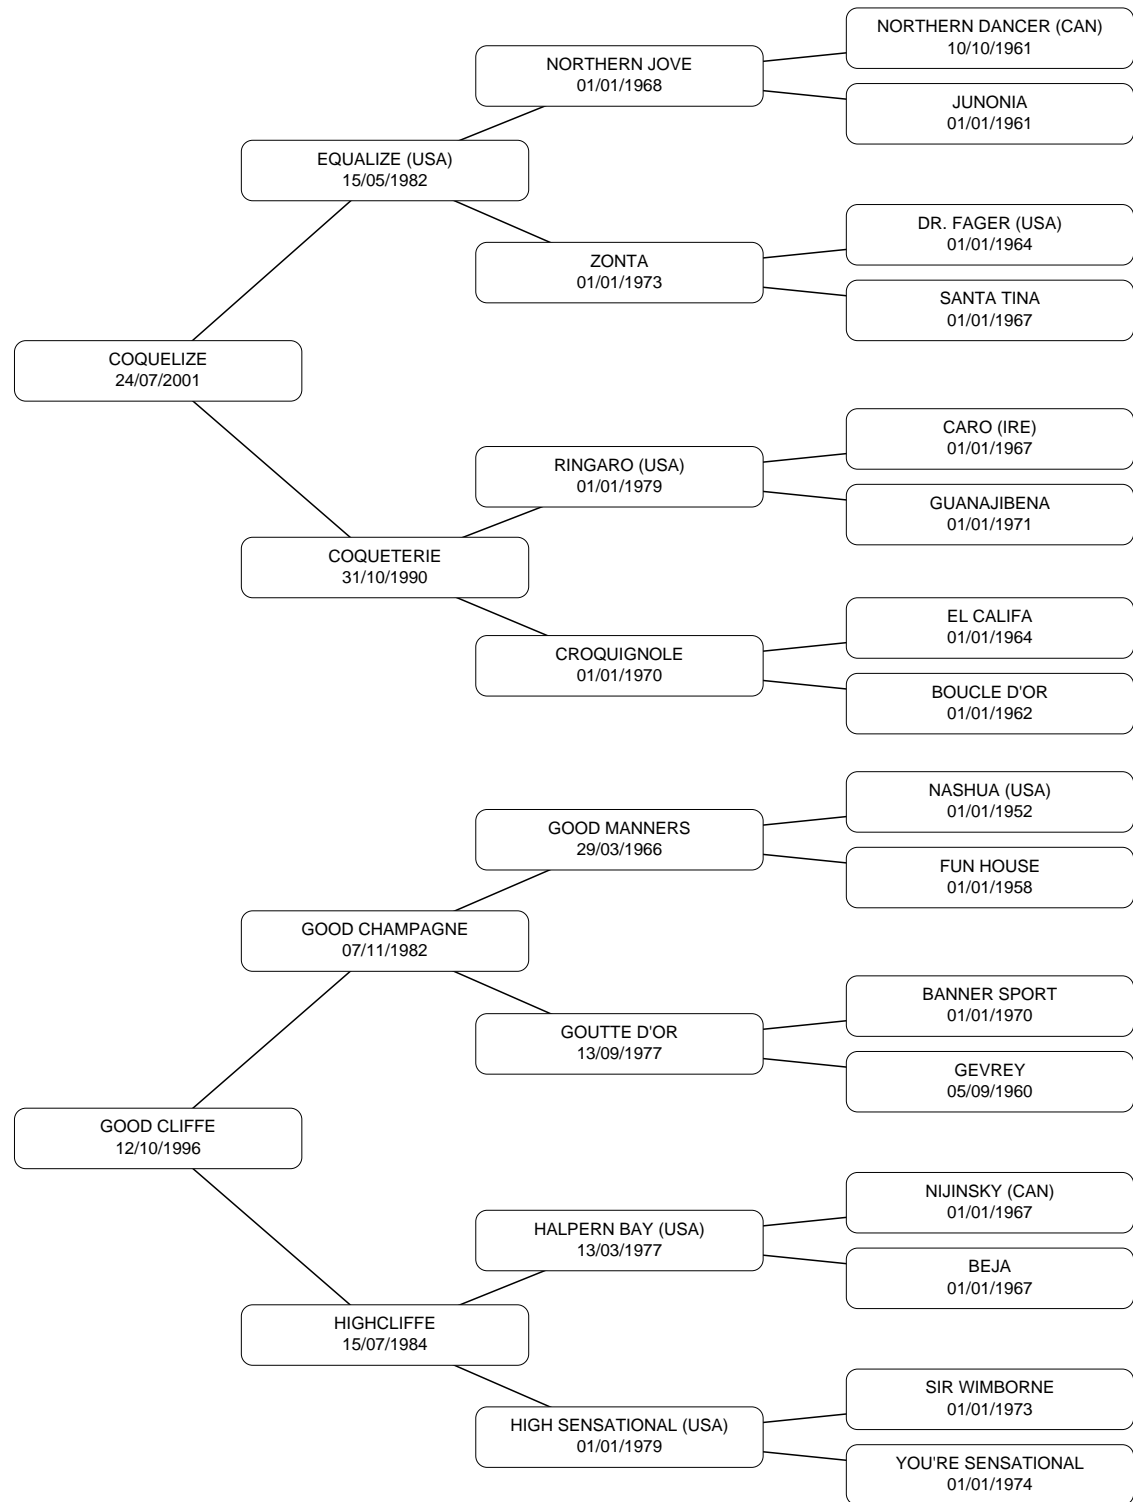 NORTHERN DANCER (CAN)
10/10/1961
NORTHERN JOVE
01/01/1968
JUNONIA
01/01/1961
EQUALIZE (USA)
15/05/1982
DR. FAGER (USA)
01/01/1964
ZONTA
01/01/1973
SANTA TINA
01/01/1967
COQUELIZE
24/07/2001
CARO (IRE)
01/01/1967
RINGARO (USA)
01/01/1979
GUANAJIBENA
01/01/1971
COQUETERIE
31/10/1990
EL CALIFA
01/01/1964
CROQUIGNOLE
01/01/1970
BOUCLE D'OR
01/01/1962
NASHUA (USA)
01/01/1952
GOOD MANNERS
29/03/1966
FUN HOUSE
01/01/1958
GOOD CHAMPAGNE
07/11/1982
BANNER SPORT
01/01/1970
GOUTTE D'OR
13/09/1977
GEVREY
05/09/1960
GOOD CLIFFE
12/10/1996
NIJINSKY (CAN)
01/01/1967
HALPERN BAY (USA)
13/03/1977
BEJA
01/01/1967
HIGHCLIFFE
15/07/1984
SIR WIMBORNE
01/01/1973
HIGH SENSATIONAL (USA)
01/01/1979
YOU'RE SENSATIONAL
01/01/1974